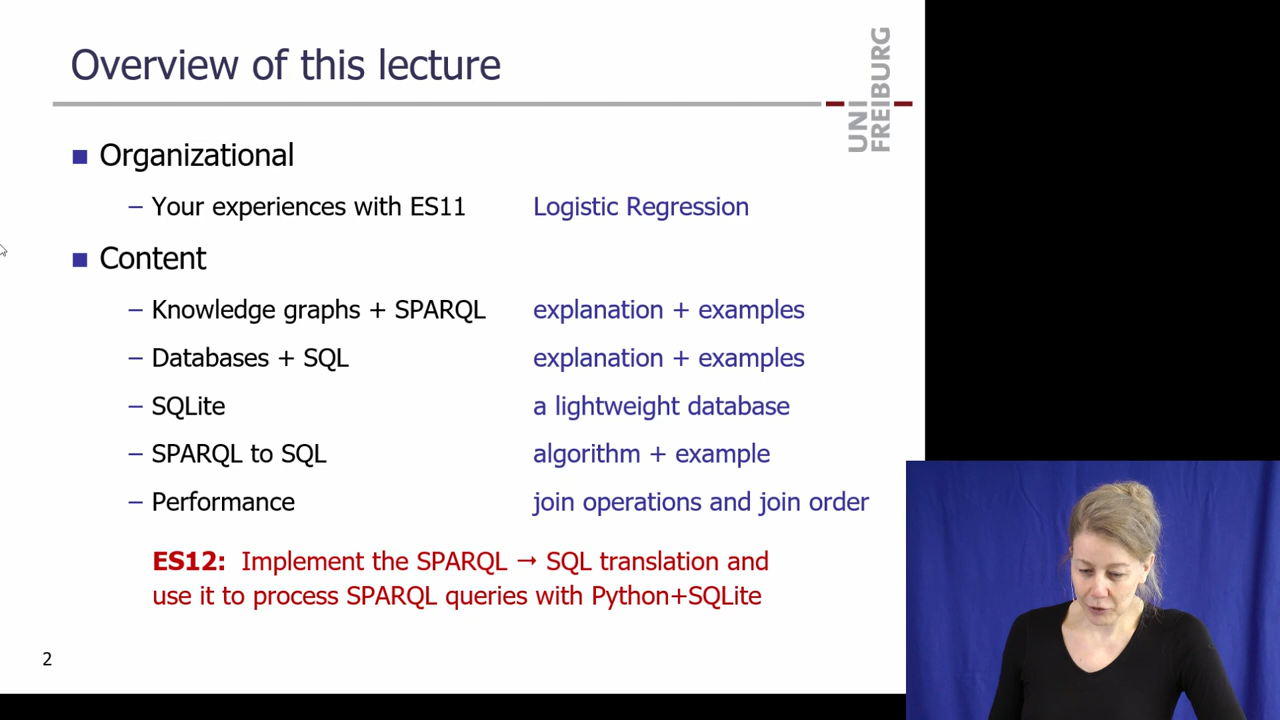 Overview of this lecture
UNI
FREIBURG
■ Organizational
– Your experiences with ES11 Logistic Regression
■ Content
– Knowledge graphs + SPARQL explanation + examples
– Databases + SQL explanation + examples
– SQLite a lightweight database
– SPARQL to SQL algorithm + example
– Performance join operations and join order
ES12: Implement the SPARQL → SQL translation and
use it to process SPARQL queries with Python+SQLite
2